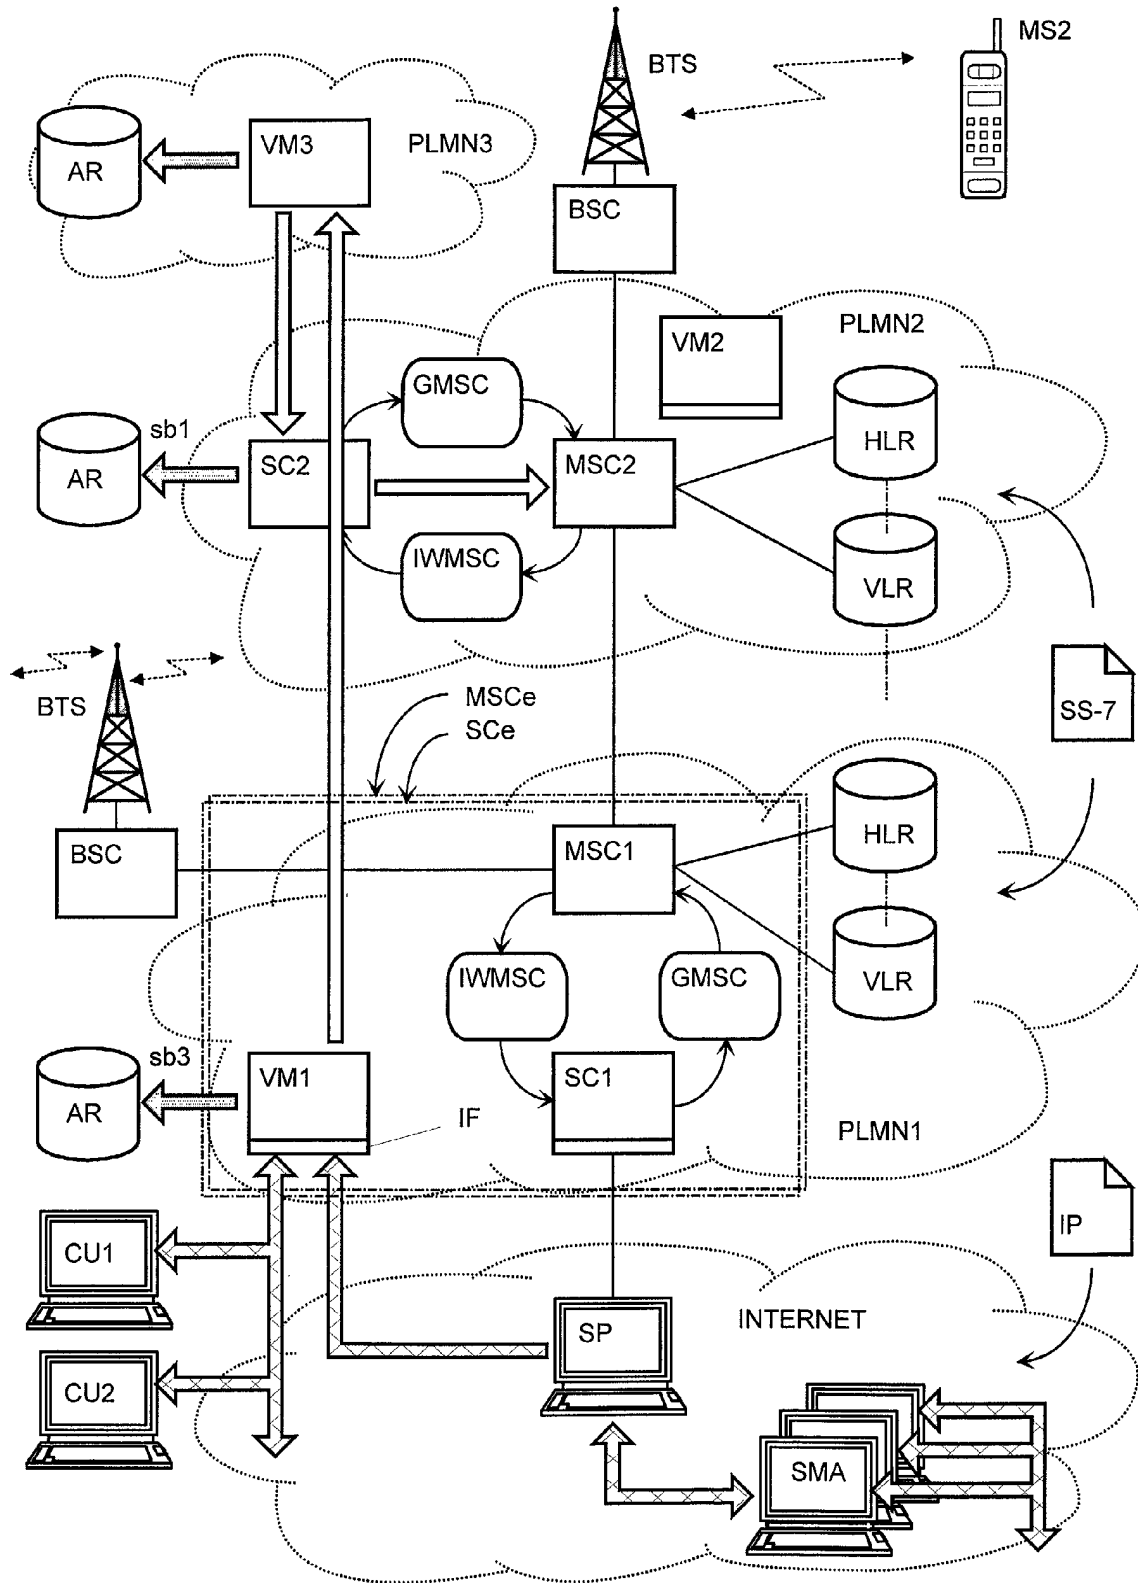 MS2
BTS
VM3
PLMN3
AR
BSC
PLMN2
VM2
GMSC
HLR
sb1
AR
SC2
MSC2
IWMSC
VLR
BTS
MSCe
SCe
SS-7
HLR
BSC
MSC1
IWMSC
GMSC
VLR
sb3
AR
VM1
SC1
IF
PLMN1
IP
CU1
SP
INTERNET
CU2
SMA